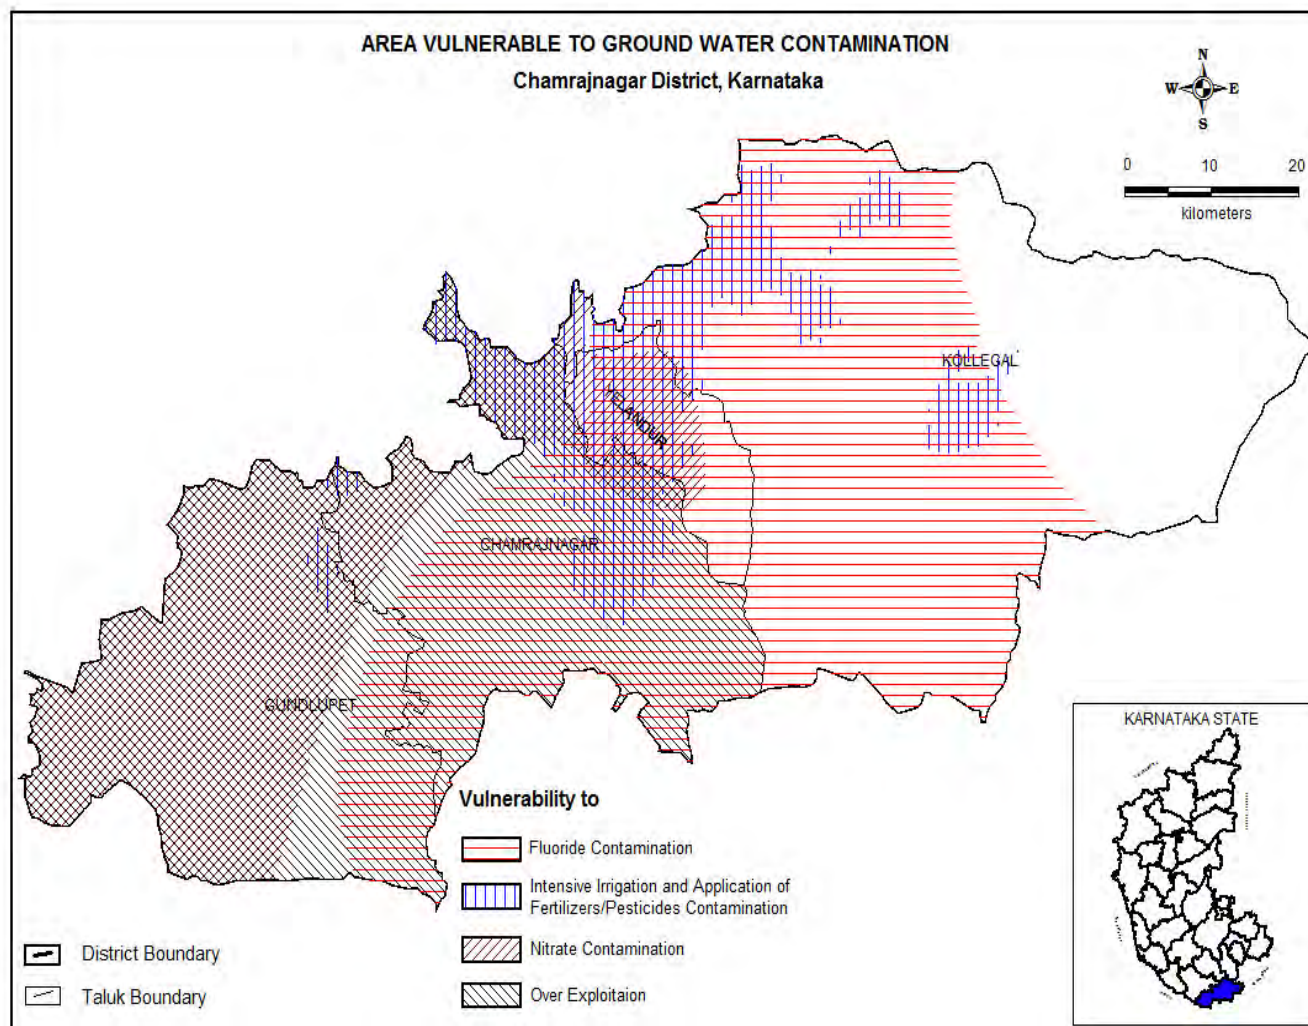 AREA VULNERABLE TO GROUND WATER CONTAMINATION
Chamrajnagar District, Karnataka
N
W E
S
0 10 20
kilometers
KOLLEGAL
YELANDUR
CHAMRAJNAGAR
GUNDLUPET
KARNATAKA STATE
Vulnerability to
Fluoride Contamination
Intensive Irrigation and Application of
Fertilizers/Pesticides Contamination
Nitrate Contamination
Over Exploitaion
District Boundary
Taluk Boundary